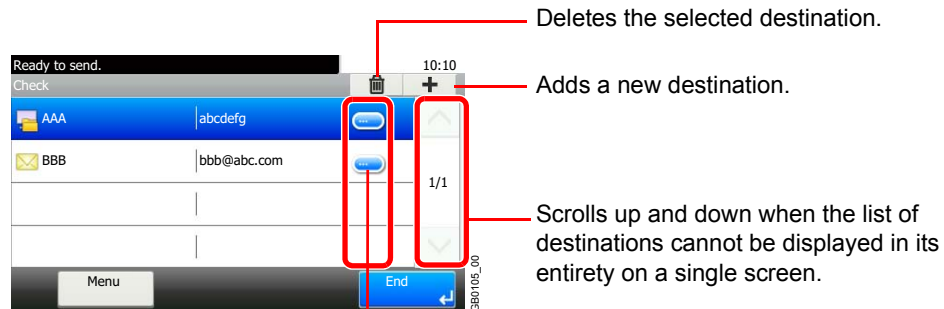 Deletes the selected destination.
Ready to send.
10:10
Check
Adds a new destination.
AAA
abcdefg
...
BBB
bbb@abc.com
...
1/1
Scrolls up and down when the list of
destinations cannot be displayed in its
entirety on a single screen.
Menu
End
GB0105_00